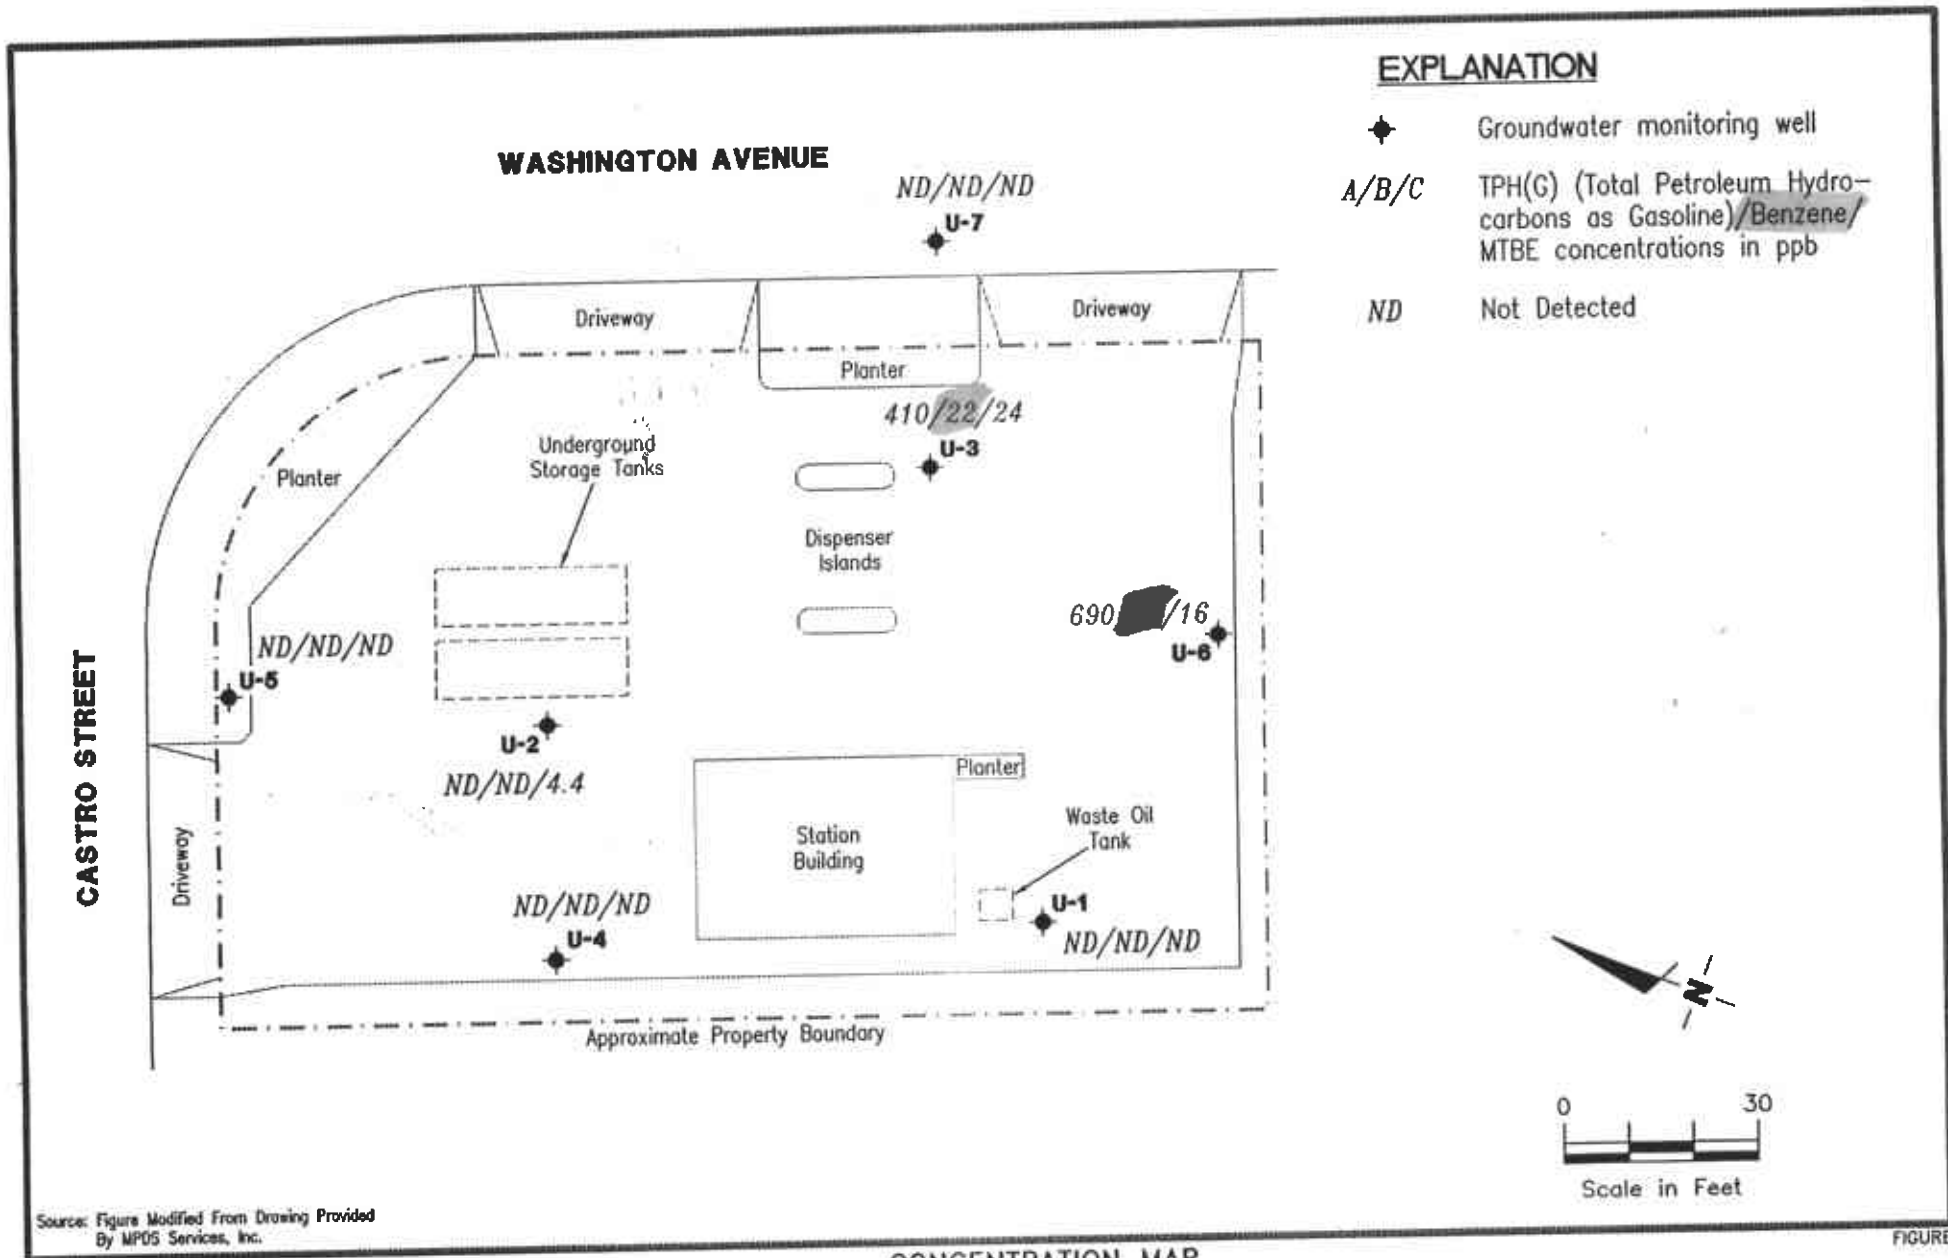 EXPLANATION
Groundwater monitoring well
A/B/C TPH(G) (Total Petroleum Hydro-
carbons as Gasoline)/Benzene/
MTBE concentrations in ppb
ND Not Detected
WASHINGTON AVENUE
ND/ND/ND
U-7
Driveway
Driveway
Planter
410/22/24
U-3
Underground
Storage Tanks
Planter
Dispenser
Islands
690 /16
U-6
ND/ND/ND
U-5
U-2
ND/ND/4.4
CASTRO STREET
Driveway
Planter
Station
Building
Waste Oil
Tank
U-1
ND/ND/ND
ND/ND/ND
U-4
Approximate Property Boundary
N
0 30
Scale in Feet
Source: Figure Modified From Drawing Provided
By MPDS Services, Inc.
CONCENTRATION MAP
FIGURE